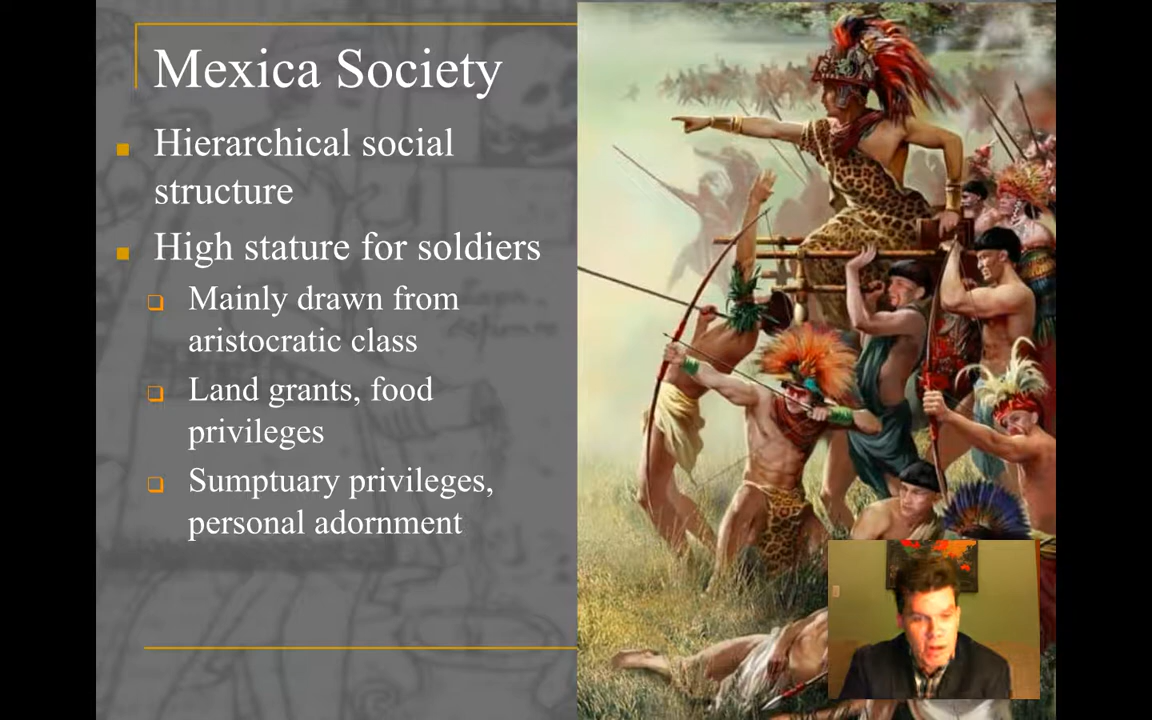 Mexica Society
Hierarchical social
structure
High stature for soldiers
Mainly drawn from
aristocratic class
Land grants, food
privileges
Sumptuary privileges,
personal adornment